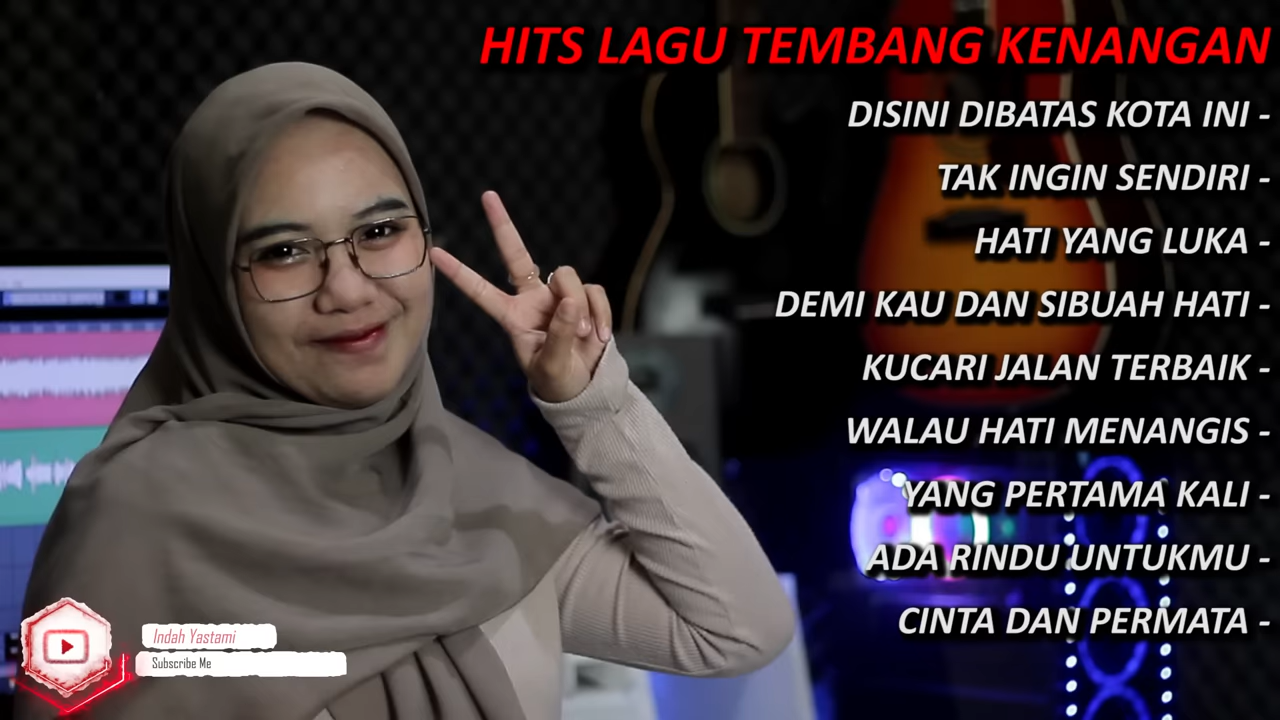 HITS LAGU TEMBANG KENANGAN
DISINI DIBATAS KOTA INI -
TAK INGIN SENDIRI -
HATI YANG LUKA -
DEMI KAU DAN SIBUAH HATI -
KUCARI JALAN TERBAIK -
WALAU HATI MENANGIS -
YANG PERTAMA KALI -
ADA RINDU UNTUKMU -
CINTA DAN PERMATA -
Indah Yastami
Subscribe Me